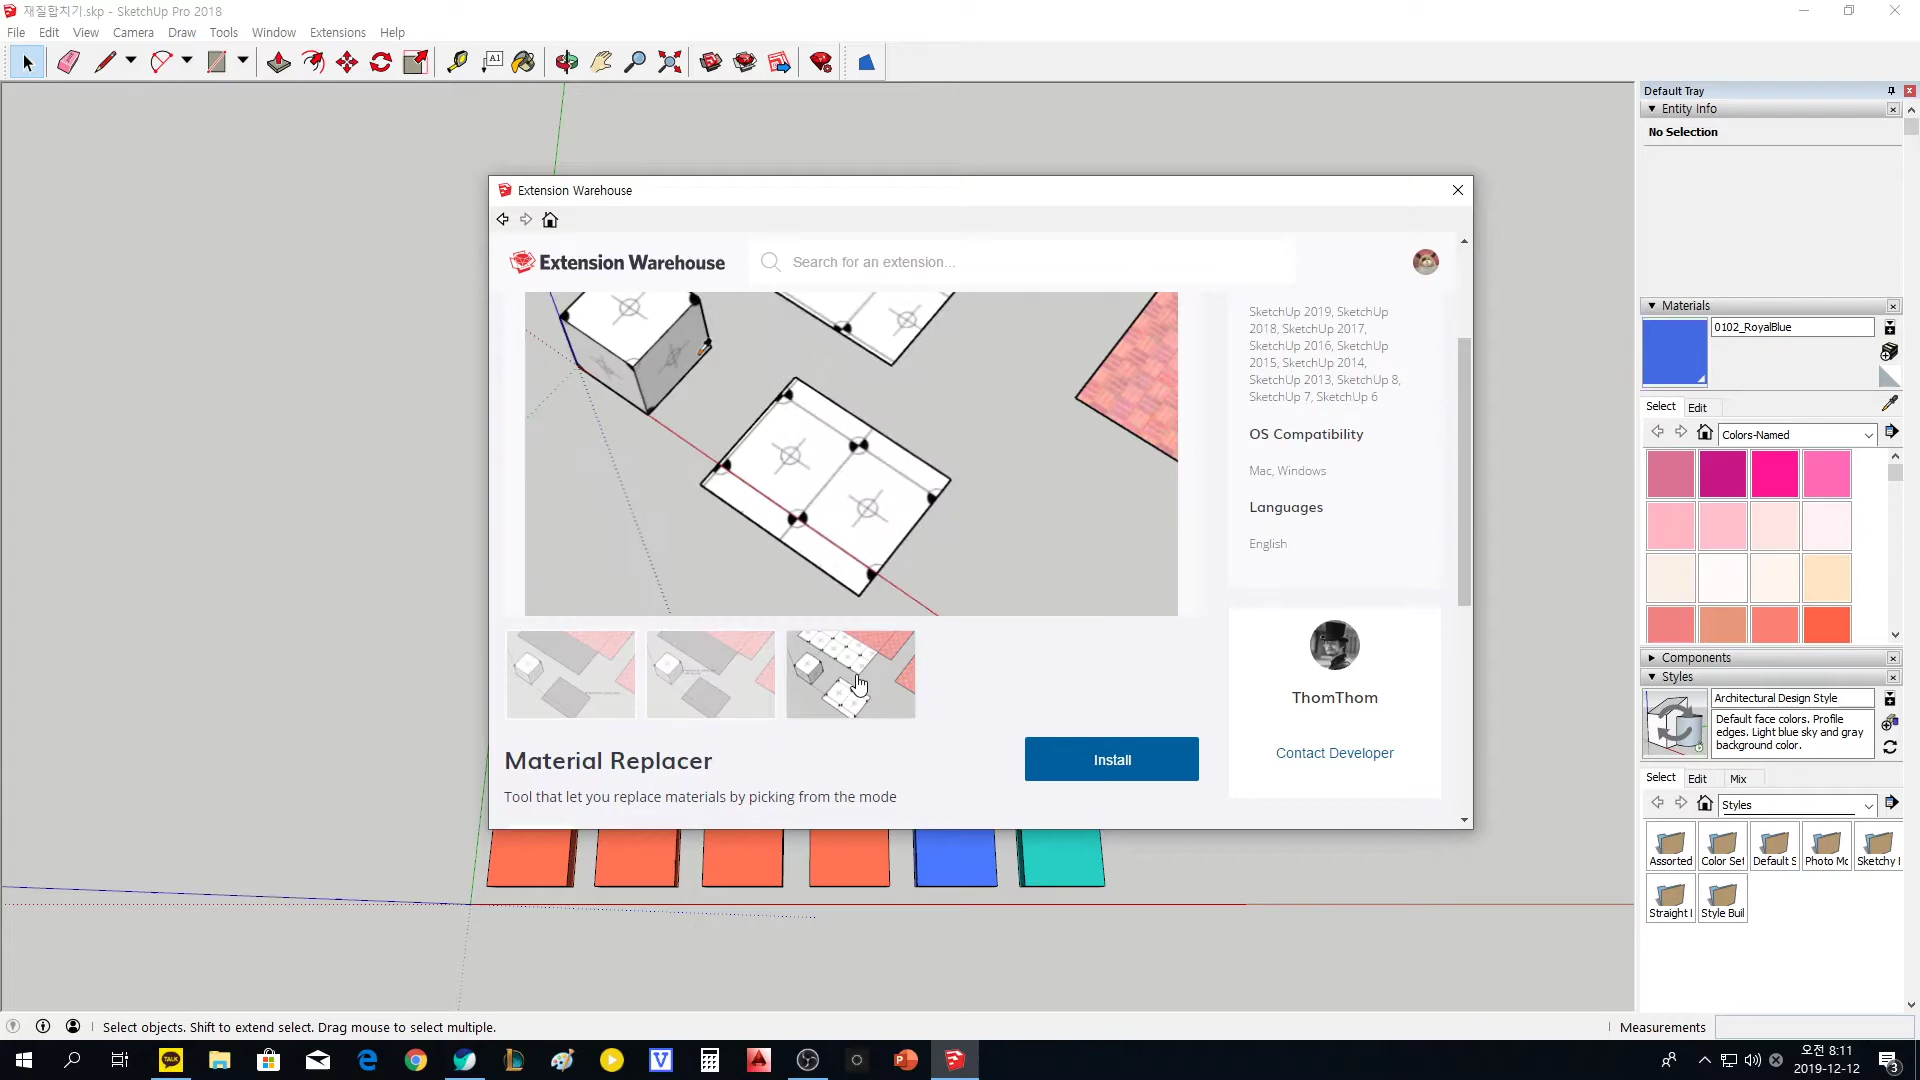 재질합치기.skp - SketchUp Pro 2018
File Edit View Camera Draw Tools Window Extensions Help
A1
Default Tray
Entity Info
No Selection
Extension Warehouse
Extension Warehouse
Search for an extension...
SketchUp 2019, SketchUp
2018, SketchUp 2017,
SketchUp 2016, SketchUp
2015, SketchUp 2014,
SketchUp 2013, SketchUp 8,
SketchUp 7, SketchUp 6
OS Compatibility
Mac, Windows
Languages
English
ThomThom
Contact Developer
Material Replacer
Install
Tool that let you replace materials by picking from the mode
Materials
0102_RoyalBlue
Select Edit
Colors-Named
Components
Styles
Architectural Design Style
Default face colors. Profile
edges. Light blue sky and gray
background color.
Select Edit Mix
Styles
Assorted Color Set Default S Photo Mo Sketchy I
Straight l Style Buil
Select objects. Shift to extend select. Drag mouse to select multiple.
Measurements
TALK
오전 8:11
2019-12-12
3